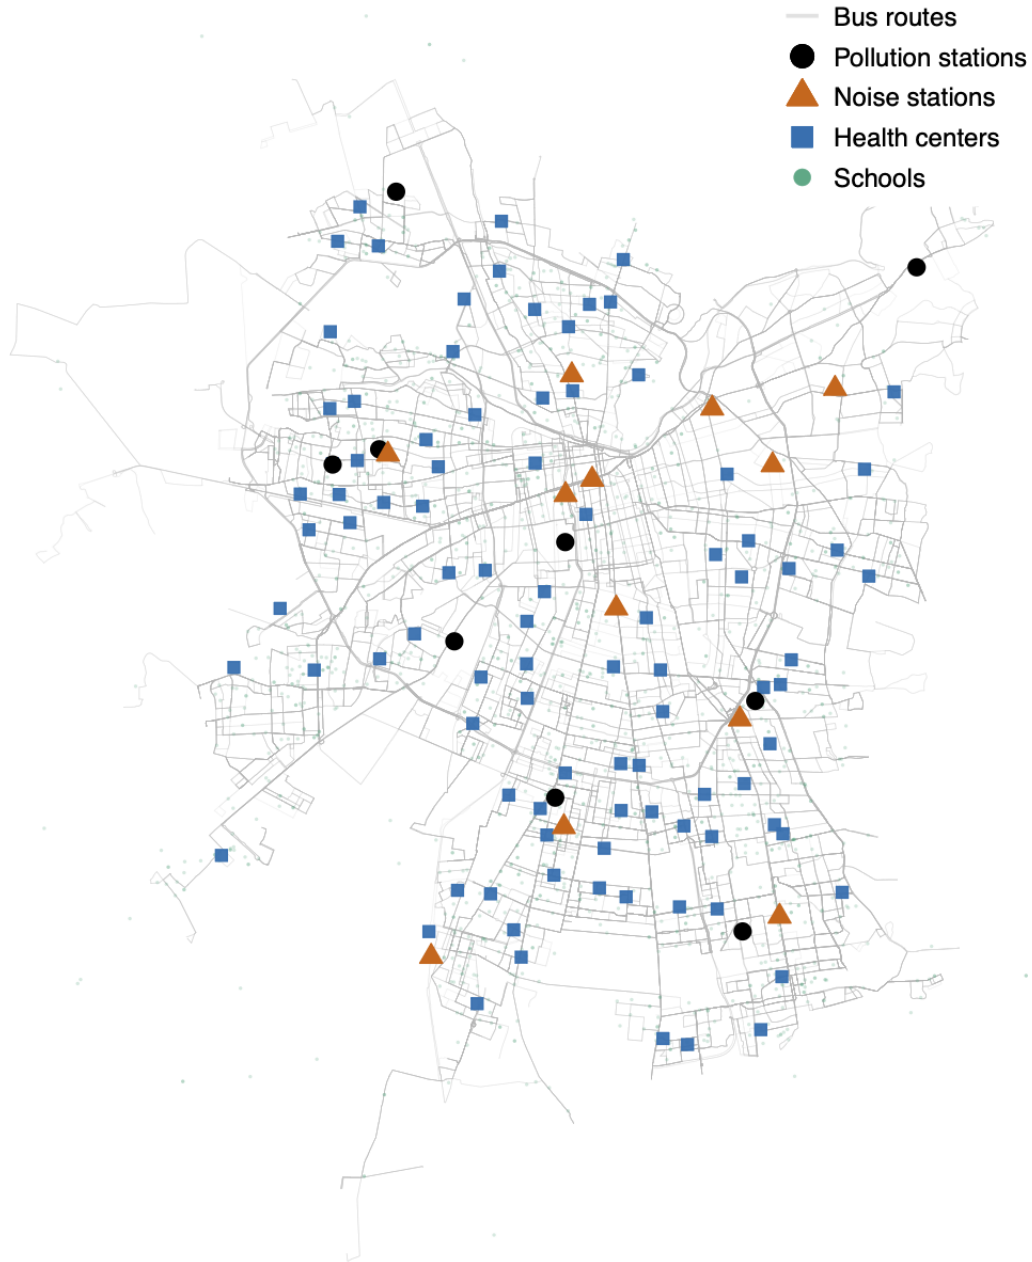 Bus routes
Pollution stations
Noise stations
Health centers
Schools